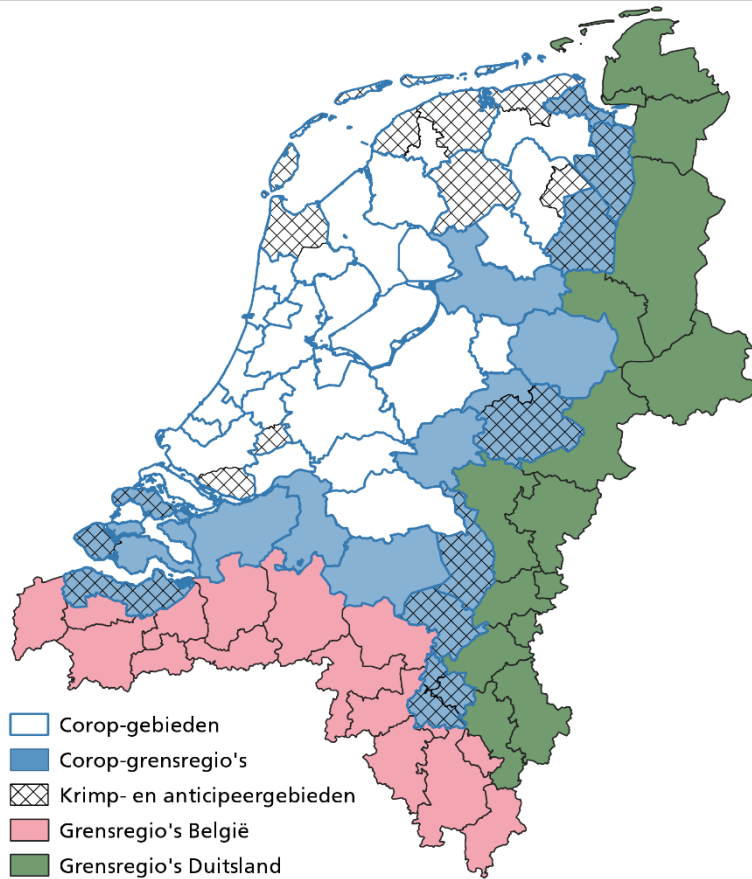 Corop-gebieden
Corop-grensregio's
Krimp- en anticipeergebieden
Grensregio's België
Grensregio's Duitsland